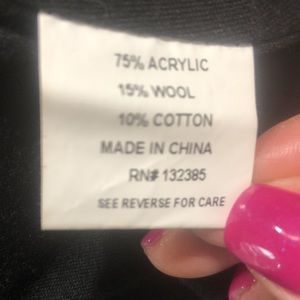 75% ACRYLIC
15% WOOL
10% COTTON
MADE IN CHINA
RN# 132385
SEE REVERSE FOR CARE